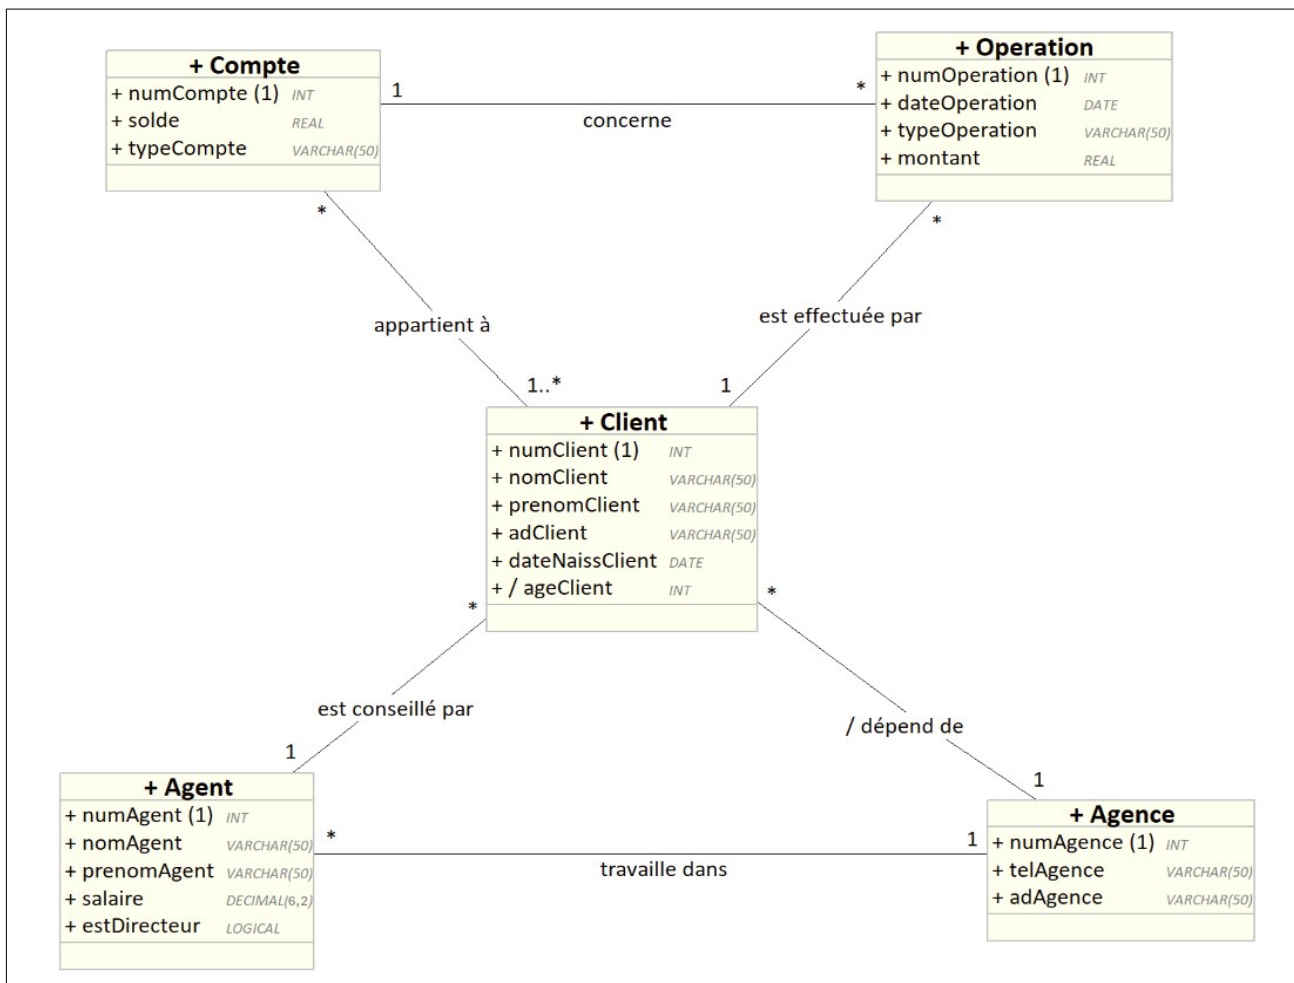 + Compte
+ numCompte (1) INT
+ solde REAL
+ typeCompte VARCHAR(50)
1
*
concerne
+ Operation
+ numOperation (1) INT
+ dateOperation DATE
+ typeOperation VARCHAR(50)
+ montant REAL
*
appartient à
1..*
*
est effectuée par
1
+ Client
+ numClient (1) INT
+ nomClient VARCHAR(50)
+ prenomClient VARCHAR(50)
+ adClient VARCHAR(50)
+ dateNaissClient DATE
+ / ageClient INT
*
est conseillé par
1
*
/ dépend de
1
+ Agent
+ numAgent (1) INT
+ nomAgent VARCHAR(50)
+ prenomAgent VARCHAR(50)
+ salaire DECIMAL(6,2)
+ estDirecteur LOGICAL
*
1
travaille dans
+ Agence
+ numAgence (1) INT
+ telAgence VARCHAR(50)
+ adAgence VARCHAR(50)